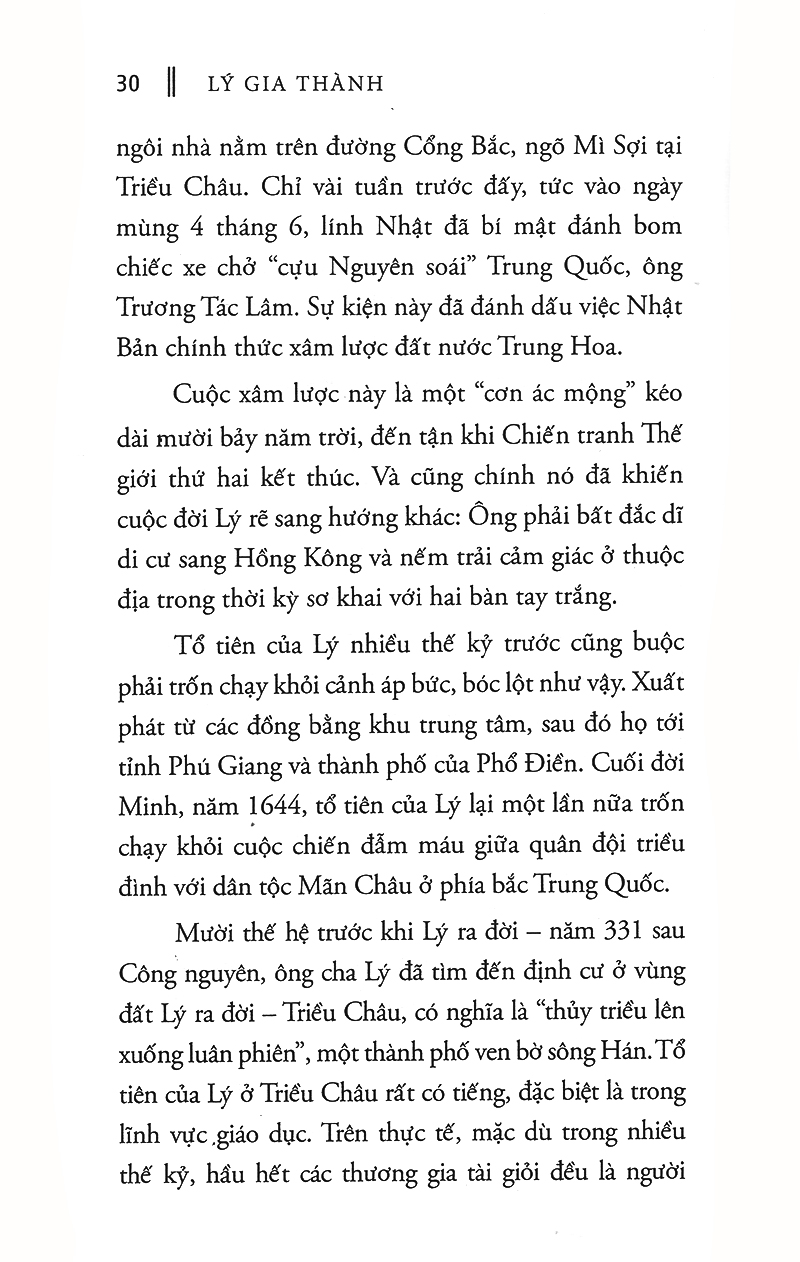 30 || LÝ GIA THÀNH
ngôi nhà nằm trên đường Cổng Bắc, ngõ Mì Sợi tại
Triều Châu. Chỉ vài tuần trước đấy, tức vào ngày
mùng 4 tháng 6, lính Nhật đã bí mật đánh bom
chiếc xe chở “cựu Nguyên soái” Trung Quốc, ông
Trương Tác Lâm. Sự kiện này đã đánh dấu việc Nhật
Bản chính thức xâm lược đất nước Trung Hoa.
Cuộc xâm lược này là một “cơn ác mộng” kéo
dài mười bảy năm trời, đến tận khi Chiến tranh Thế
giới thứ hai kết thúc. Và cũng chính nó đã khiến
cuộc đời Lý rẽ sang hướng khác: Ông phải bất đắc dĩ
di cư sang Hồng Kông và nếm trải cảm giác ở thuộc
địa trong thời kỳ sơ khai với hai bàn tay trắng.
Tổ tiên của Lý nhiều thế kỷ trước cũng buộc
phải trốn chạy khỏi cảnh áp bức, bóc lột như vậy. Xuất
phát từ các đồng bằng khu trung tâm, sau đó họ tới
tỉnh Phú Giang và thành phố của Phổ Điền. Cuối đời
Minh, năm 1644, tổ tiên của Lý lại một lần nữa trốn
chạy khỏi cuộc chiến đẫm máu giữa quân đội triều
đình với dân tộc Mãn Châu ở phía bắc Trung Quốc.
Mười thế hệ trước khi Lý ra đời – năm 331 sau
Công nguyên, ông cha Lý đã tìm đến định cư ở vùng
đất Lý ra đời – Triều Châu, có nghĩa là “thủy triều lên
xuống luân phiên”, một thành phố ven bờ sông Hán. Tổ
tiên của Lý ở Triều Châu rất có tiếng, đặc biệt là trong
lĩnh vực giáo dục. Trên thực tế, mặc dù trong nhiều
thế kỷ, hầu hết các thương gia tài giỏi đều là người